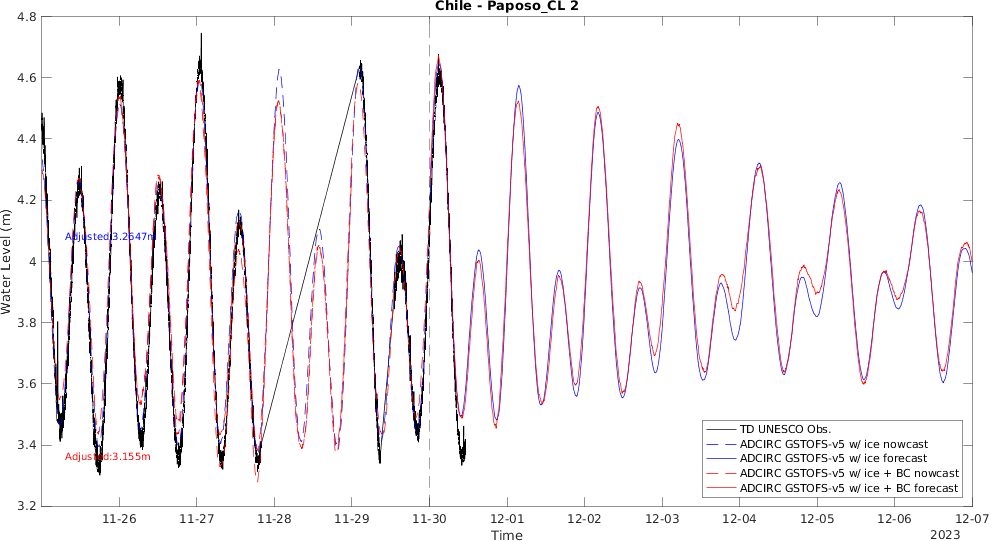 Chile - Paposo_CL 2
4.8
4.6
4.4
4.2
4
3.8
3.6
3.4
3.2
Water Level (m)
Adjusted:3.2647m
Adjusted:3.155m
TD UNESCO Obs.
ADCIRC GSTOFS-v5 w/ ice nowcast
ADCIRC GSTOFS-v5 w/ ice forecast
ADCIRC GSTOFS-v5 w/ ice + BC nowcast
ADCIRC GSTOFS-v5 w/ ice + BC forecast
11-26 11-27 11-28 11-29 11-30 12-01 12-02 12-03 12-04 12-05 12-06 12-07
Time
2023